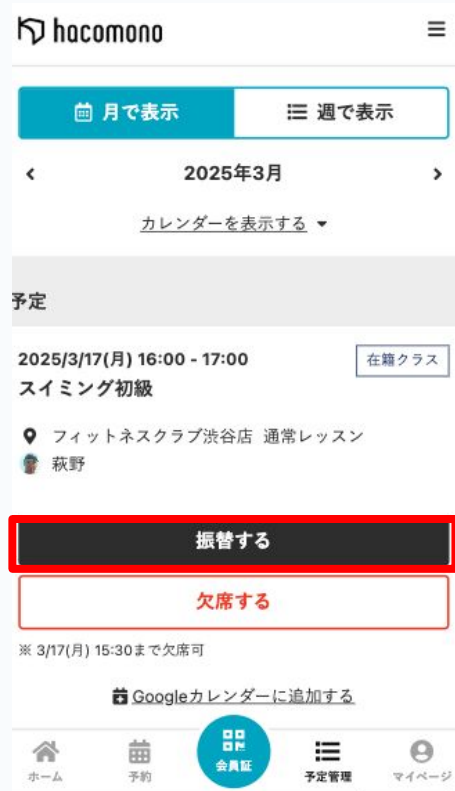 hacomono
月で表示
週で表示
2025年3月
カレンダーを表示する
予定
2025/3/17(月) 16:00 - 17:00
在籍クラス
スイミング初級
フィットネスクラブ渋谷店 通常レッスン
萩野
振替する
欠席する
※ 3/17(月) 15:30まで欠席可
Googleカレンダーに追加する
ホーム
予約
会員証
予定管理
マイページ